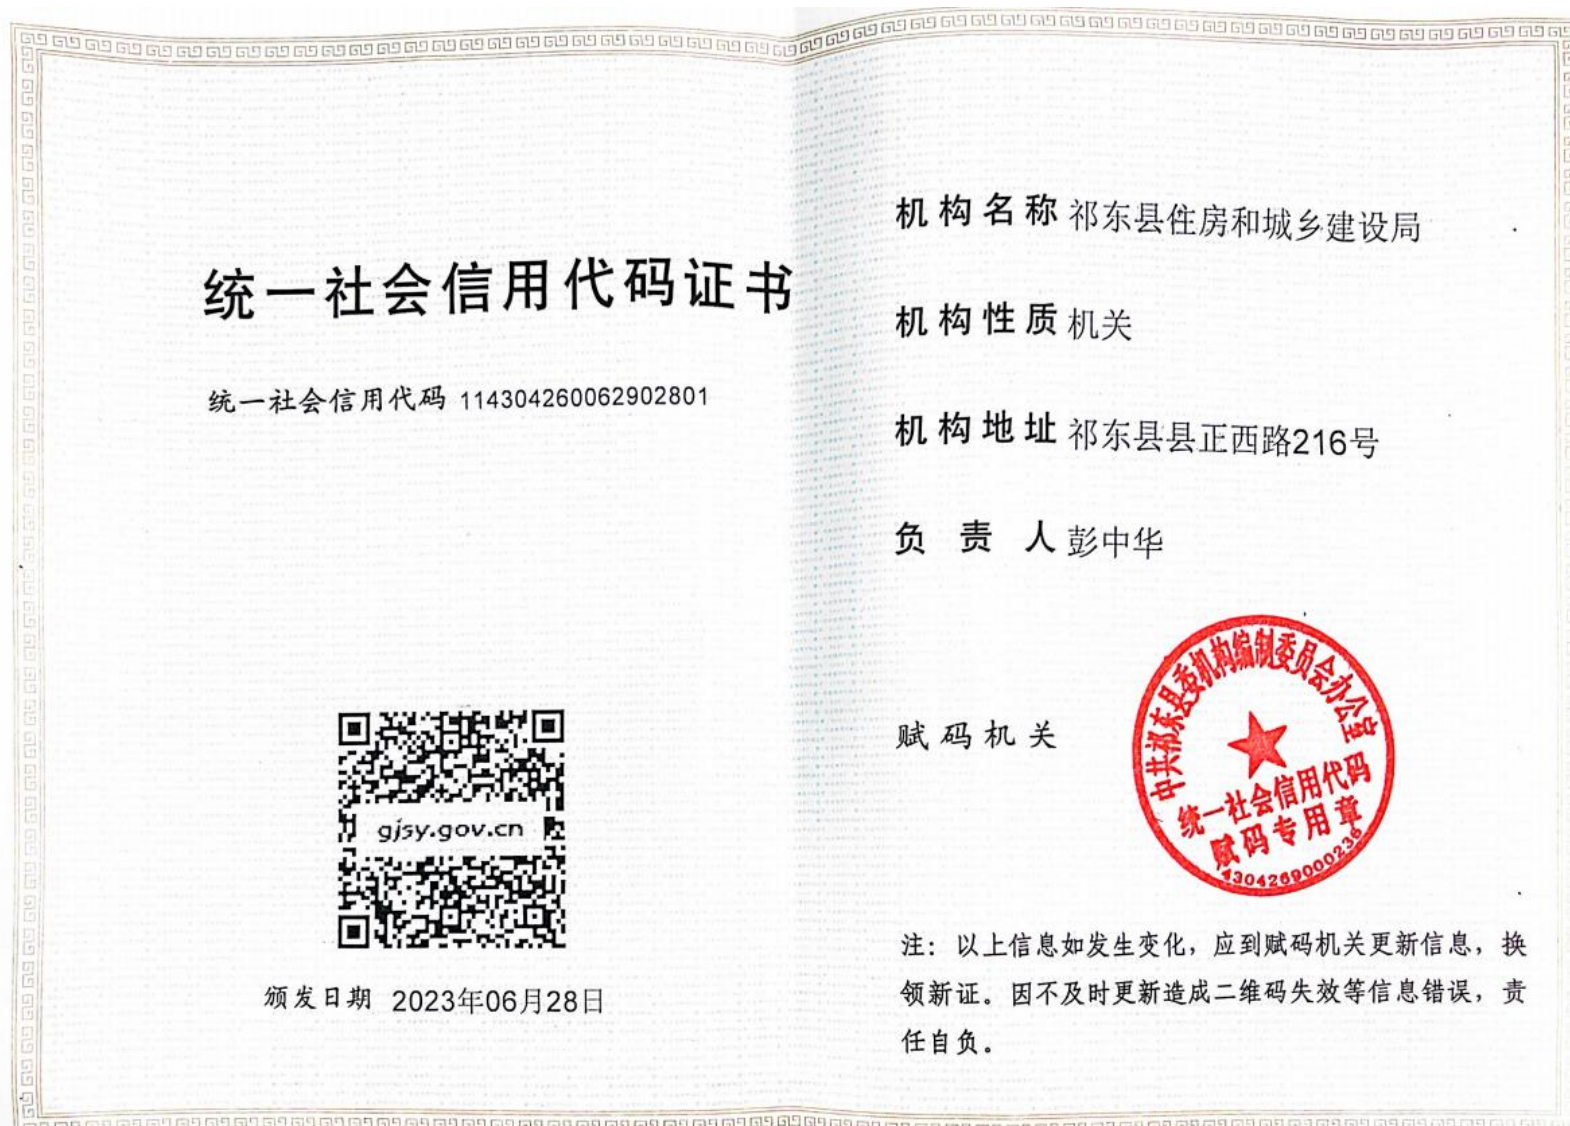 统一社会信用代码证书
统一社会信用代码 114304260062902801
gjsy.gov.cn
颁发日期 2023年06月28日
机构名称 祁东县住房和城乡建设局
机构性质 机关
机构地址 祁东县县正西路216号
负责人 彭中华
赋码机关
中共祁东县委机构编制委员会办公室
统一社会信用代码
赋码专用章
4304269000236
注：以上信息如发生变化，应到赋码机关更新信息，换
领新证。因不及时更新造成二维码失效等信息错误，责
任自负。